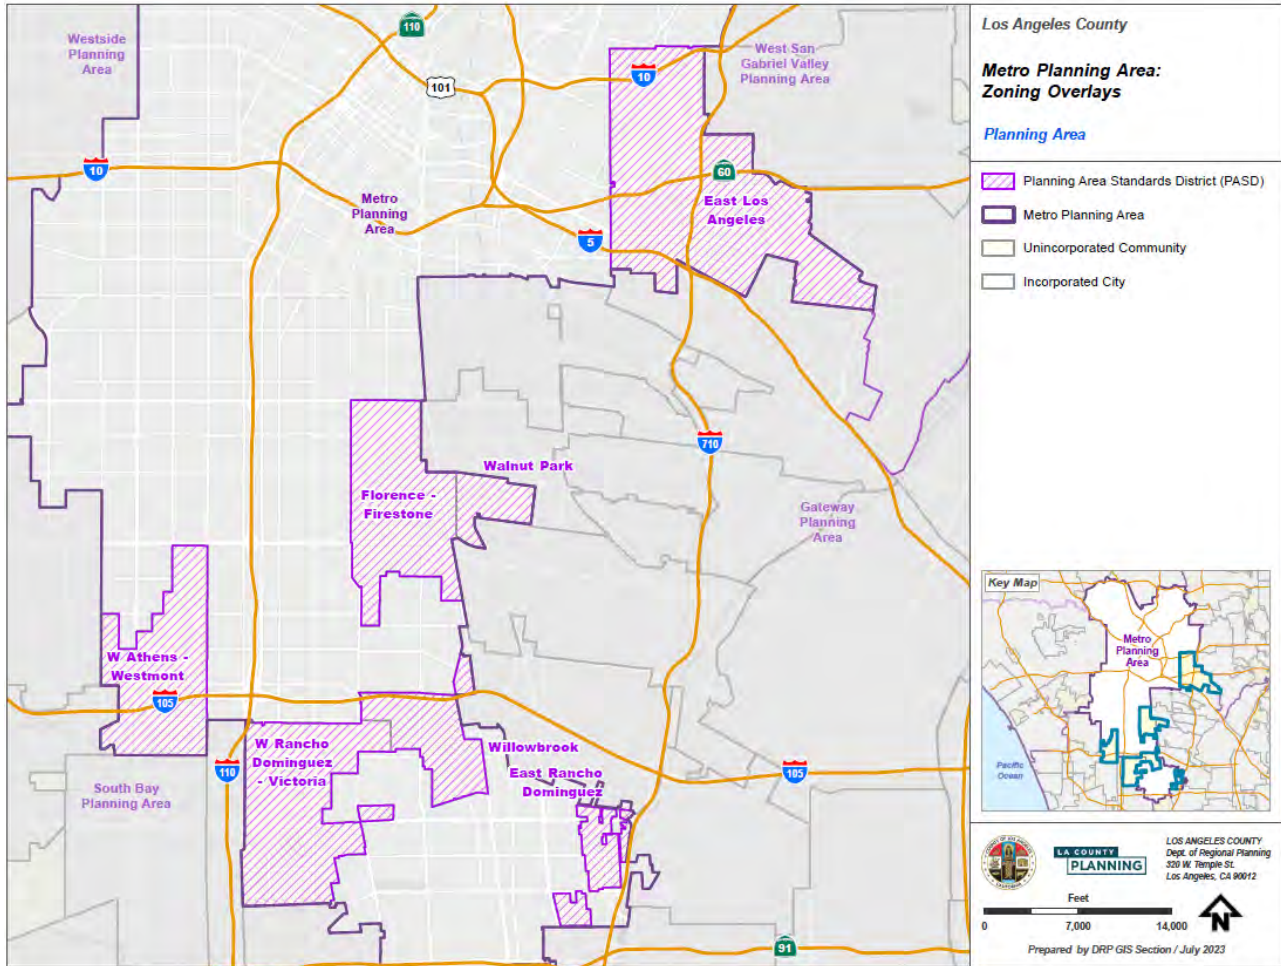 Westside
Planning
Area
110
West San
Gabriel Valley
Planning Area
10
101
10
60
Metro
Planning
Area
East Los
Angeles
5
710
Walnut Park
Florence -
Firestone
Gateway
Planning
Area
W Athens -
Westmont
105
W Rancho
Dominguez
- Victoria
Willowbrook
East Rancho
Dominguez
110
105
South Bay
Planning Area
91
Los Angeles County
Metro Planning Area:
Zoning Overlays
Planning Area
Planning Area Standards District (PASD)
Metro Planning Area
Unincorporated Community
Incorporated City
Key Map
Metro
Planning
Area
Pacific
Ocean
LA COUNTY
PLANNING
LOS ANGELES COUNTY
Dept. of Regional Planning
320 W. Temple St.
Los Angeles, CA 90012
Feet
0 7,000 14,000
N
Prepared by DRP GIS Section / July 2023